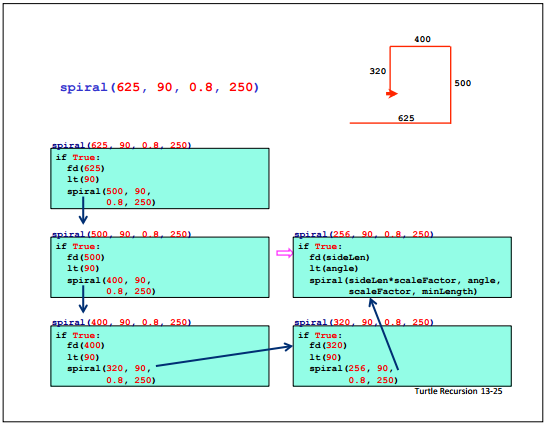 400
320
500
625
spiral(625, 90, 0.8, 250)
spiral(625, 90, 0.8, 250)
if True:
fd(625)
lt(90)
spiral(500, 90,
0.8, 250)
spiral(500, 90, 0.8, 250)
if True:
fd(500)
lt(90)
spiral(400, 90,
0.8, 250)
spiral(256, 90, 0.8, 250)
if True:
fd(sideLen)
lt(angle)
spiral(sideLen*scaleFactor, angle,
scaleFactor, minLength)
spiral(400, 90, 0.8, 250)
if True:
fd(400)
lt(90)
spiral(320, 90,
0.8, 250)
spiral(320, 90, 0.8, 250)
if True:
fd(320)
lt(90)
spiral(256, 90,
0.8, 250)
Turtle Recursion 13-25